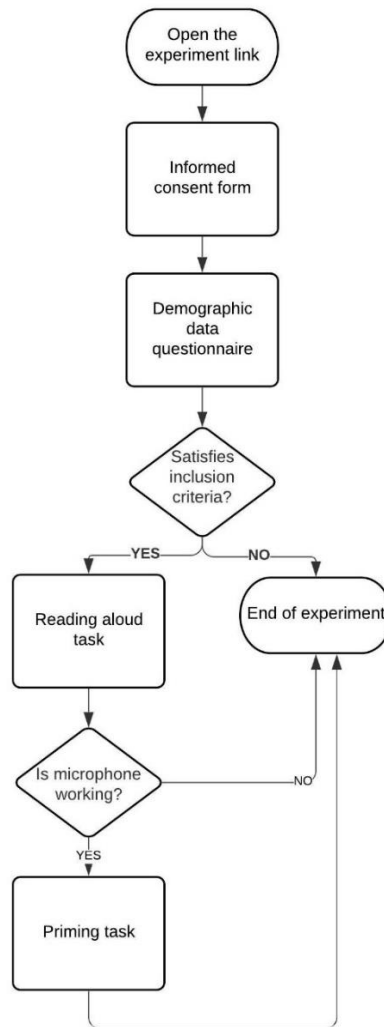 Open the
experiment link
Informed
consent form
Demographic
data
questionnaire
Satisfies
inclusion
criteria?
YES
NO
Reading aloud
task
End of experiment
Is microphone
working?
NO
YES
Priming task